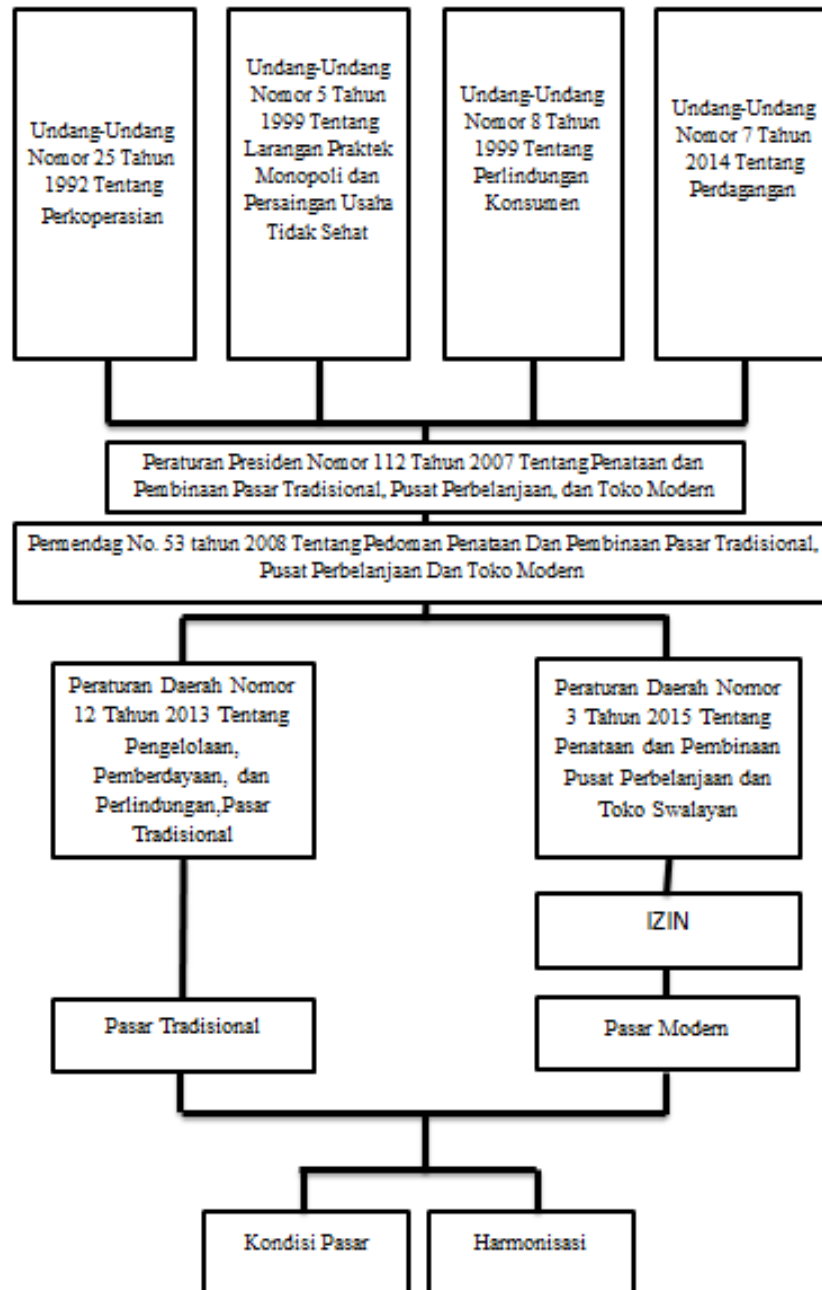 Undang-Undang
Nomor 25 Tahun
1992 Tentang
Perkoperasian
Undang-Undang
Nomor 5 Tahun
1999 Tentang
Larangan Praktek
Monopoli dan
Persaingan Usaha
Tidak Sehat
Undang-Undang
Nomor 8 Tahun
1999 Tentang
Perlindungan
Konsumen
Undang-Undang
Nomor 7 Tahun
2014 Tentang
Perdagangan
Peraturan Presiden Nomor 112 Tahun 2007 Tentang Penataan dan
Pembinaan Pasar Tradisional, Pusat Perbelanjaan, dan Toko Modern
Permendag No. 53 tahun 2008 Tentang Pedoman Penataan Dan Pembinaan Pasar Tradisional,
Pusat Perbelanjaan Dan Toko Modern
Peraturan Daerah Nomor
12 Tahun 2013 Tentang
Pengelolaan,
Pemberdayaan, dan
Perlindungan,Pasar
Tradisional
Peraturan Daerah Nomor
3 Tahun 2015 Tentang
Penataan dan Pembinaan
Pusat Perbelanjaan dan
Toko Swalayan
IZIN
Pasar Tradisional
Pasar Modern
Kondisi Pasar
Harmonisasi